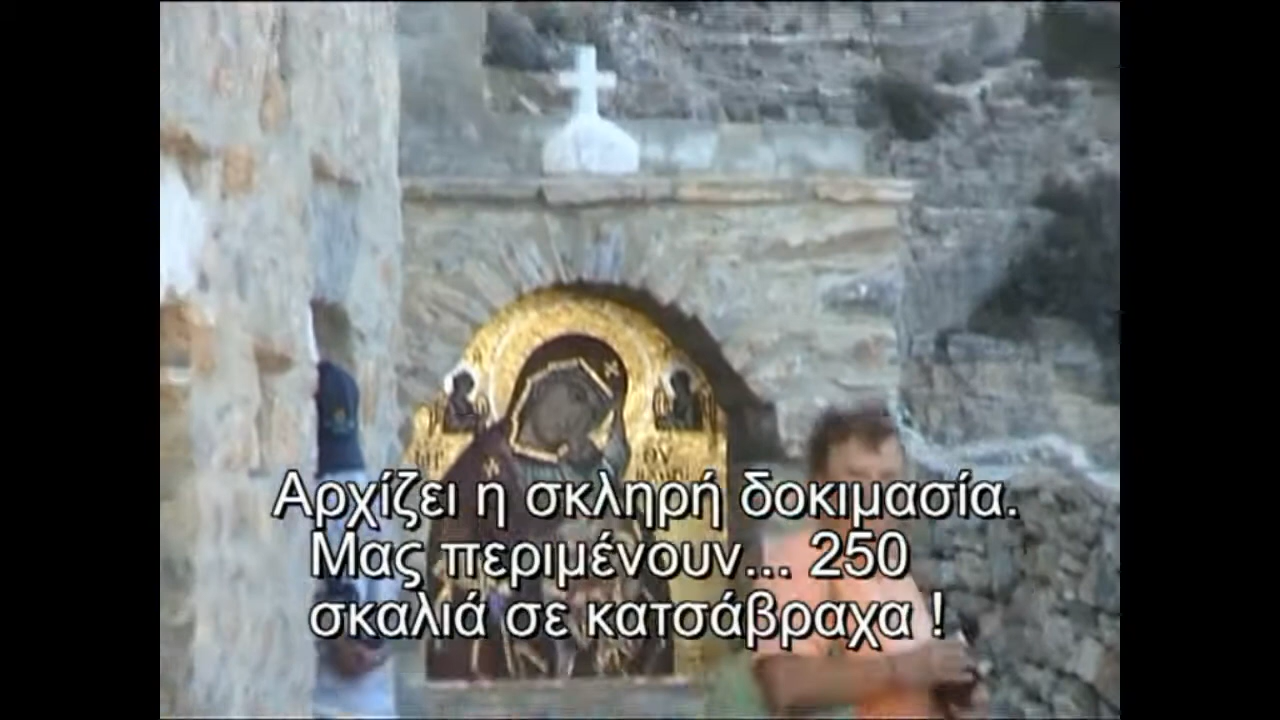 Αρχίζει η σκληρή δοκιμασία.
Μας περιμένουν... 250
σκαλιά σε κατσάβραχα !